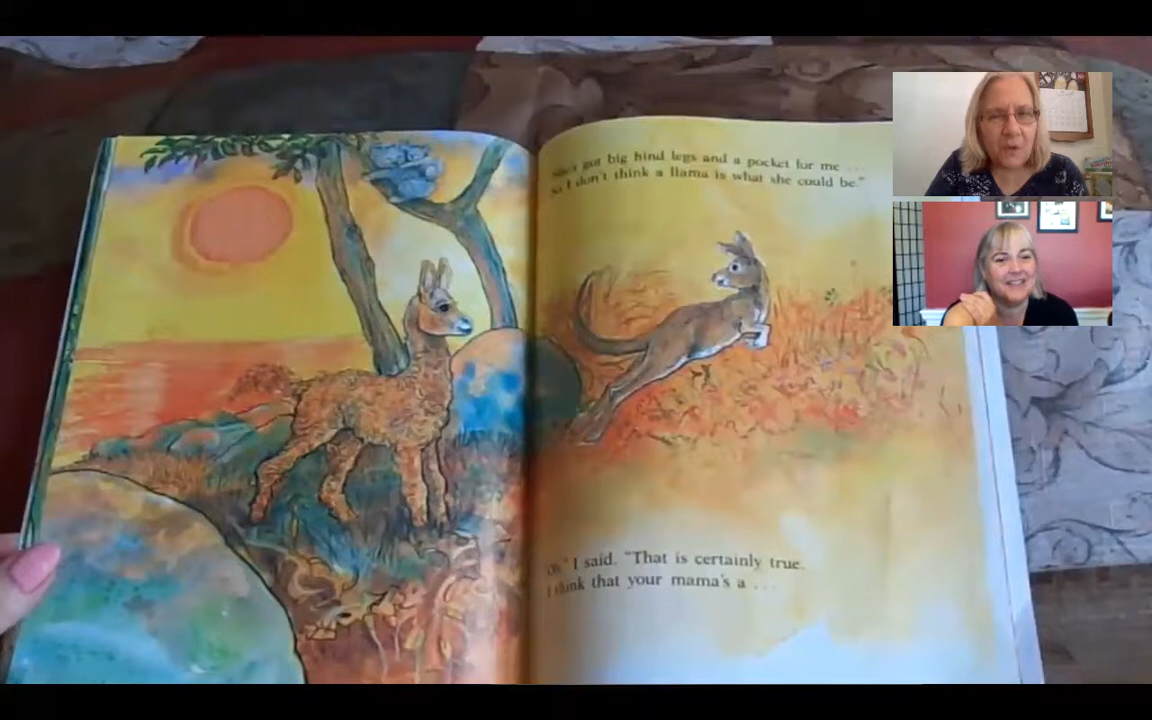 She's got big hind legs and a pocket for me . . .
So I don't think a llama is what she could be."
Oh," I said. "That is certainly true.
I think that your mama's a . . .